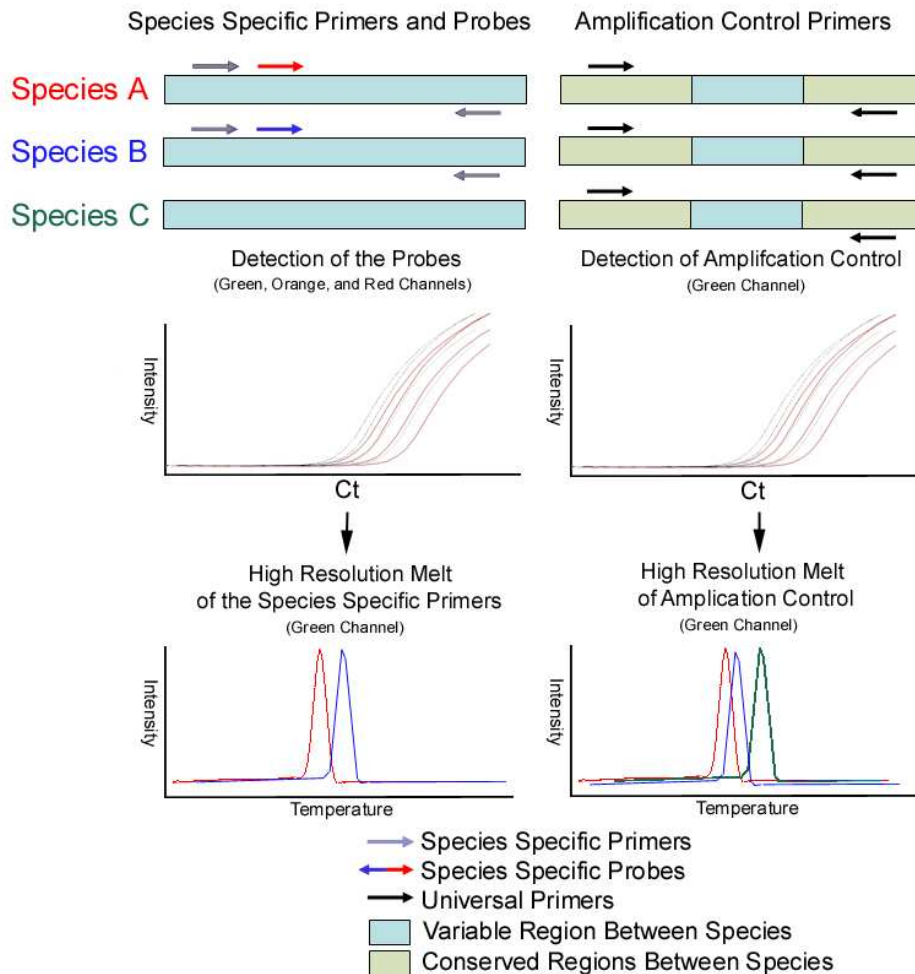 Species Specific Primers and Probes
Amplification Control Primers
Species A
Species B
Species C
Detection of the Probes
(Green, Orange, and Red Channels)
Detection of Amplifcation Control
(Green Channel)
Intensity
Ct
Intensity
Ct
High Resolution Melt
of the Species Specific Primers
(Green Channel)
High Resolution Melt
of Amplication Control
(Green Channel)
Intensity
Temperature
Intensity
Temperature
Species Specific Primers
Species Specific Probes
Universal Primers
Variable Region Between Species
Conserved Regions Between Species